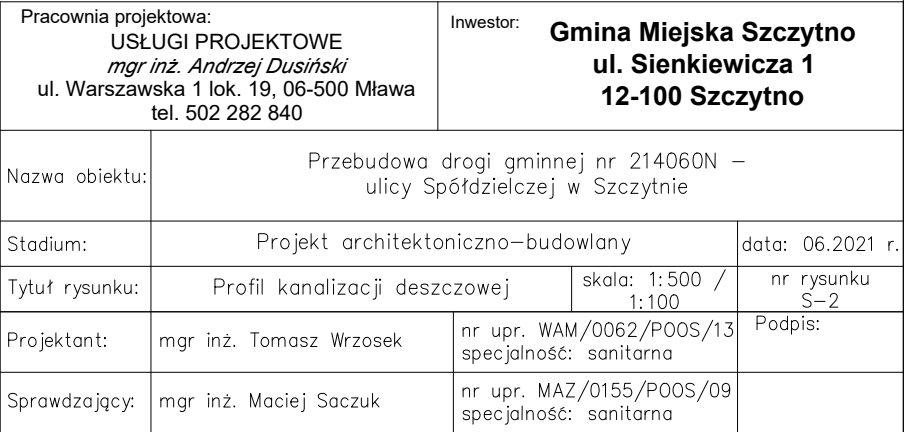 Pracownia projektowa:
USŁUGI PROJEKTOWE
mgr inż. Andrzej Dusiński
ul. Warszawska 1 lok. 19, 06-500 Mława
tel. 502 282 840
Inwestor:
Gmina Miejska Szczytno
ul. Sienkiewicza 1
12-100 Szczytno
Nazwa obiektu:
Przebudowa drogi gminnej nr 214060N –
ulicy Spółdzielczej w Szczytnie
Stadium:
Projekt architektoniczno–budowlany
data: 06.2021 r.
Tytuł rysunku:
Profil kanalizacji deszczowej
skala: 1:500 /
1:100
nr rysunku
S–2
Projektant:
mgr inż. Tomasz Wrzosek
nr upr. WAM/0062/POOS/13
specjalność: sanitarna
Podpis:
Sprawdzający:
mgr inż. Maciej Saczuk
nr upr. MAZ/0155/POOS/09
specjalność: sanitarna